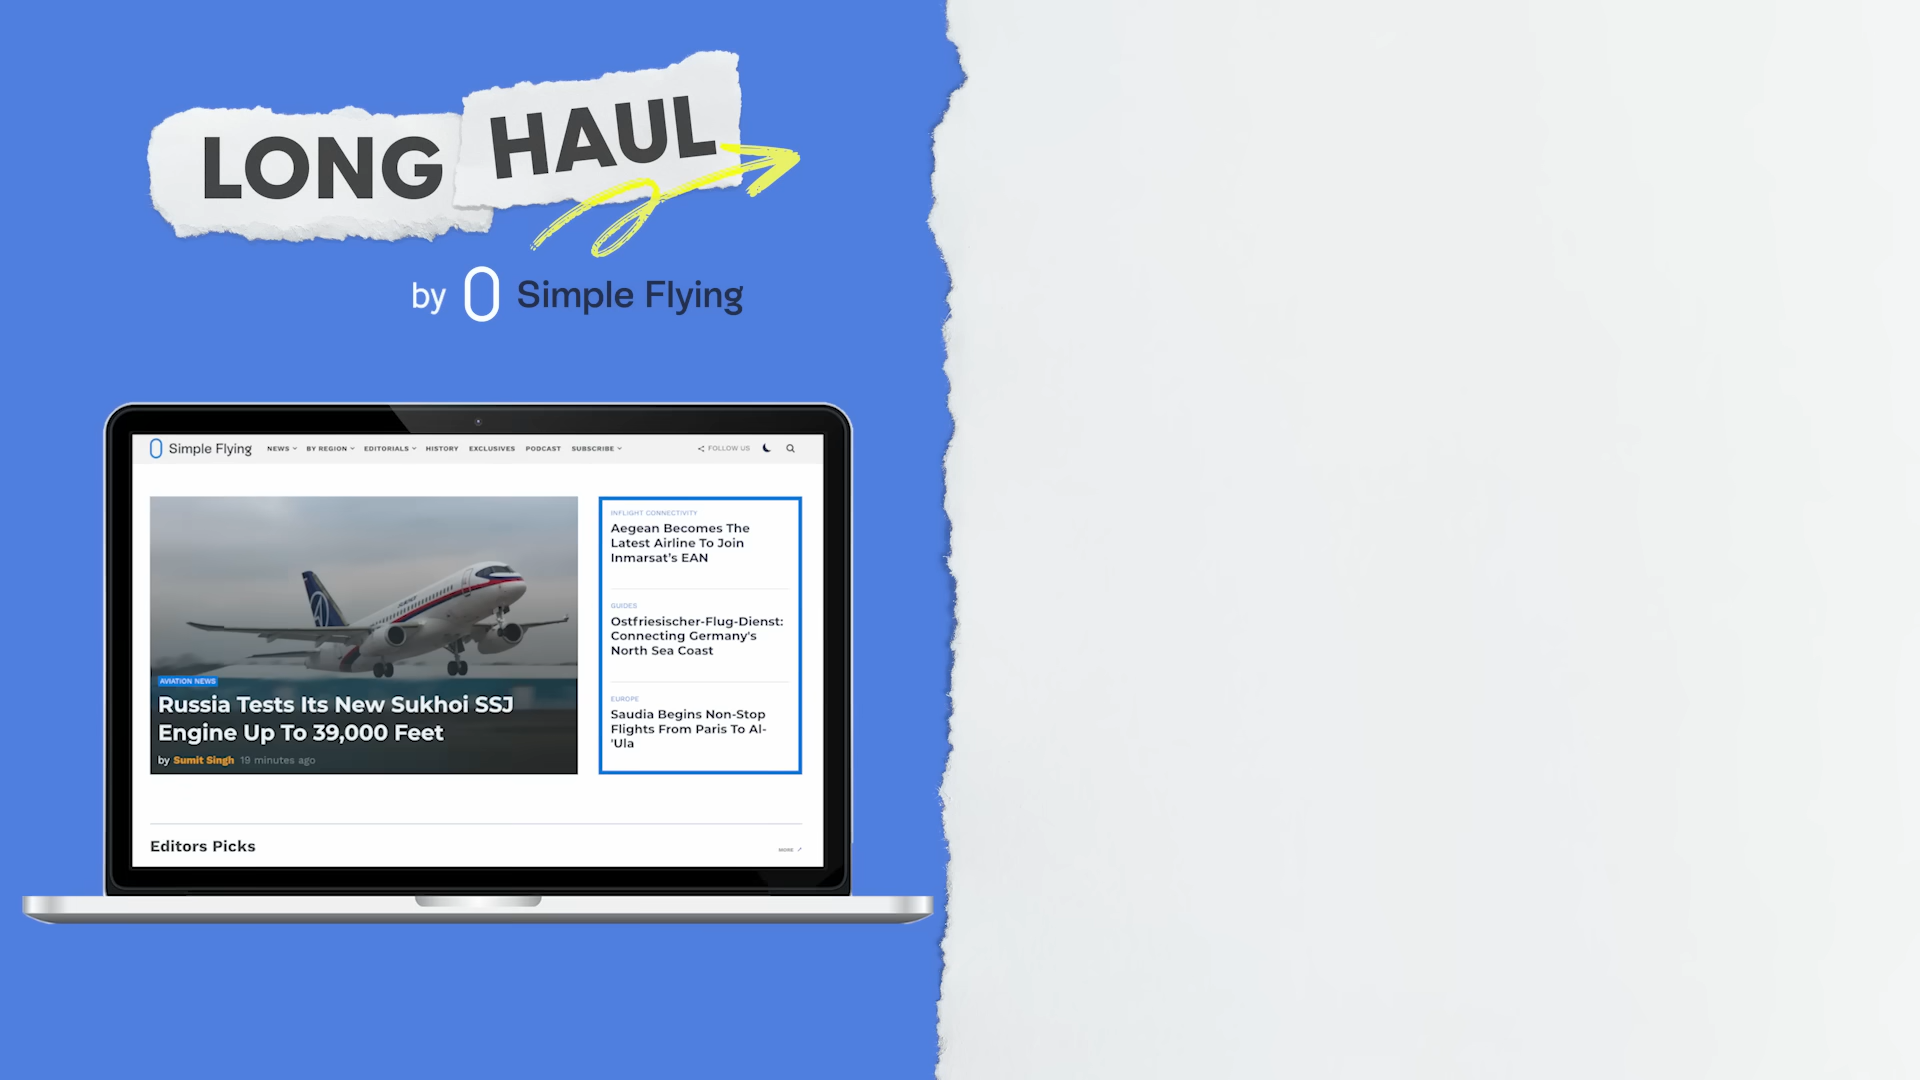 LONG HAUL
by Simple Flying
Simple Flying NEWS BY REGION EDITORIALS HISTORY EXCLUSIVES PODCAST SUBSCRIBE FOLLOW US
AVIATION NEWS
Russia Tests Its New Sukhoi SSJ
Engine Up To 39,000 Feet
by Sumit Singh 19 minutes ago
INFLIGHT CONNECTIVITY
Aegean Becomes The
Latest Airline To Join
Inmarsat's EAN
GUIDES
Ostfriesischer-Flug-Dienst:
Connecting Germany's
North Sea Coast
EUROPE
Saudia Begins Non-Stop
Flights From Paris To Al-
'Ula
Editors Picks
MORE